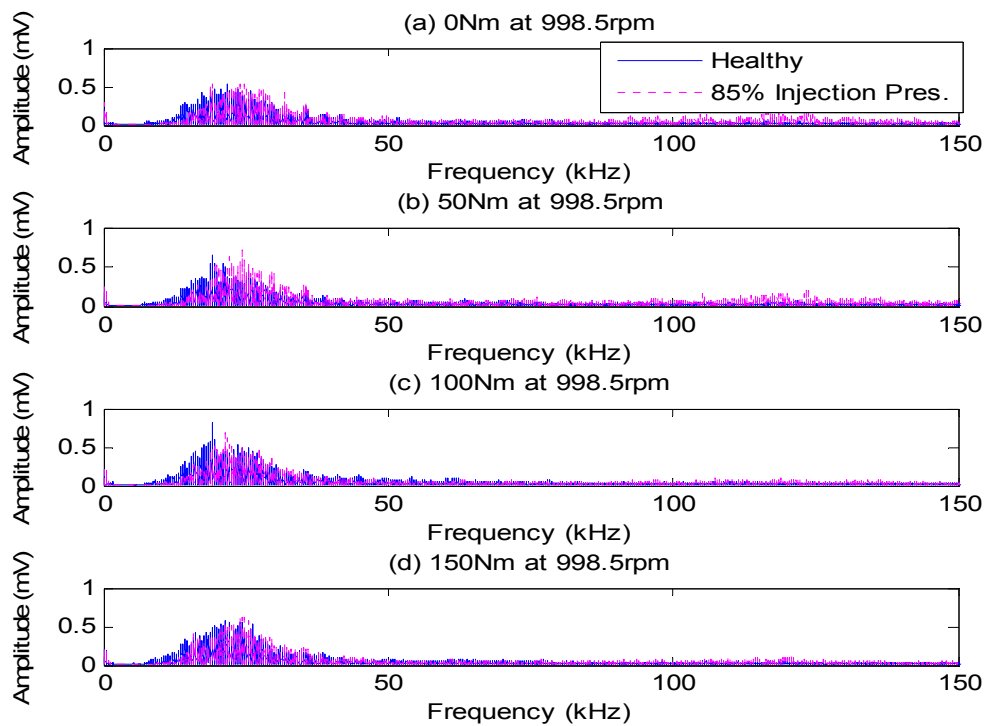 (a) 0Nm at 998.5rpm
Amplitude (mV)
1
0.5
0
Healthy
85% Injection Pres.
0
50
100
150
Frequency (kHz)
(b) 50Nm at 998.5rpm
Amplitude (mV)
1
0.5
0
0
50
100
150
Frequency (kHz)
(c) 100Nm at 998.5rpm
Amplitude (mV)
1
0.5
0
0
50
100
150
Frequency (kHz)
(d) 150Nm at 998.5rpm
Amplitude (mV)
1
0.5
0
0
50
100
150
Frequency (kHz)